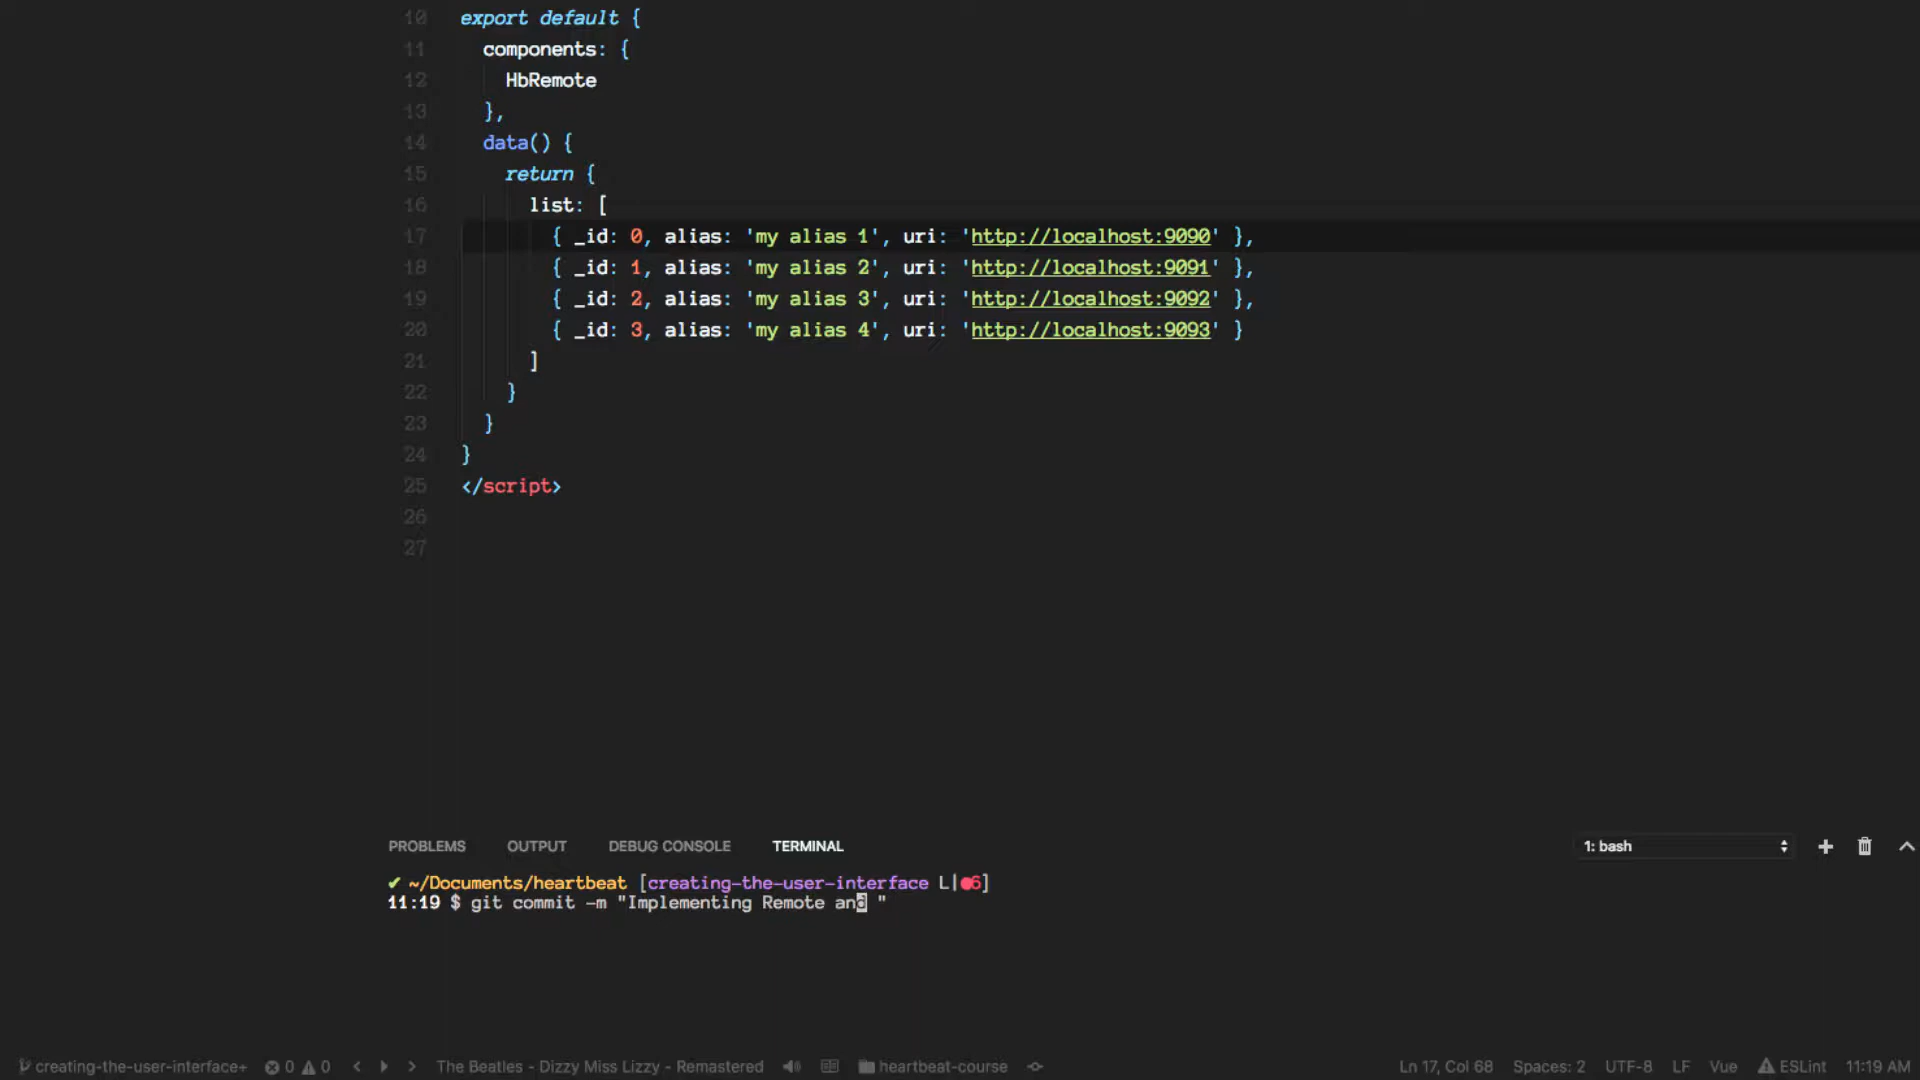 10 export default {
11 components: {
12 HbRemote
13 },
14 data() {
15 return {
16 list: [
17 { _id: 0, alias: 'my alias 1', uri: 'http://localhost:9090' },
18 { _id: 1, alias: 'my alias 2', uri: 'http://localhost:9091' },
19 { _id: 2, alias: 'my alias 3', uri: 'http://localhost:9092' },
20 { _id: 3, alias: 'my alias 4', uri: 'http://localhost:9093' }
21 ]
22 }
23 }
24 }
25 </script>
26
27
PROBLEMS OUTPUT DEBUG CONSOLE TERMINAL 1: bash
✔ ~/Documents/heartbeat [creating-the-user-interface L|●6]
11:19 $ git commit -m "Implementing Remote and "
creating-the-user-interface+ 0 0 The Beatles - Dizzy Miss Lizzy - Remastered heartbeat-course Ln 17, Col 68 Spaces: 2 UTF-8 LF Vue ESLint 11:19 AM